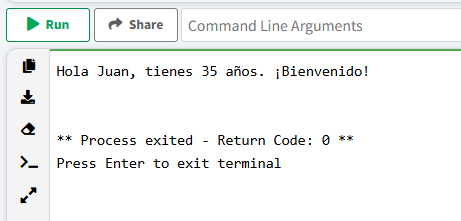 Run
Share
Command Line Arguments
Hola Juan, tienes 35 años. ¡Bienvenido!
** Process exited - Return Code: 0 **
Press Enter to exit terminal